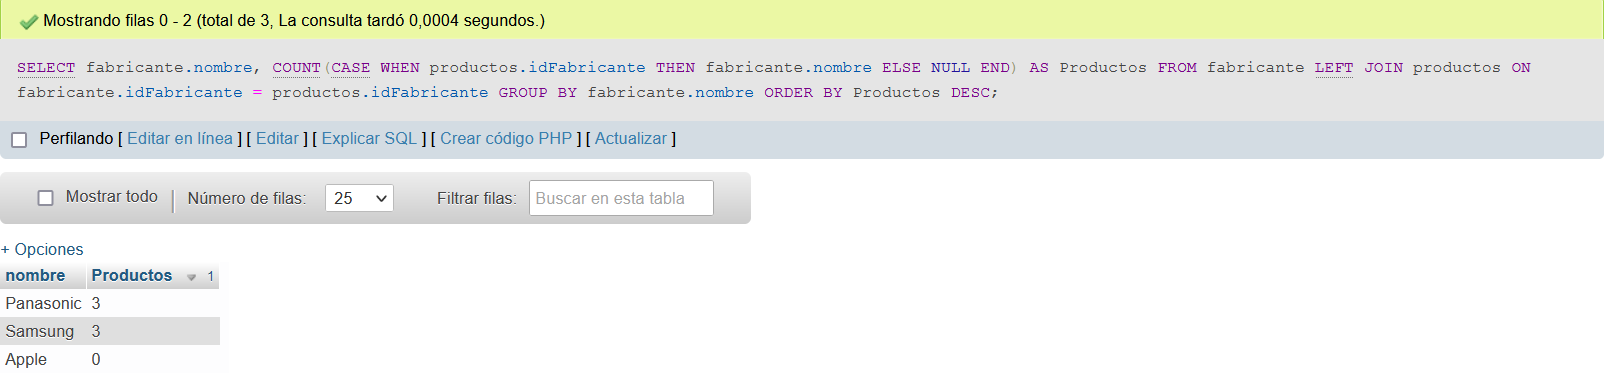 Mostrando filas 0 - 2 (total de 3, La consulta tardó 0,0004 segundos.)
SELECT fabricante.nombre, COUNT(CASE WHEN productos.idFabricante THEN fabricante.nombre ELSE NULL END) AS Productos FROM fabricante LEFT JOIN productos ON
fabricante.idFabricante = productos.idFabricante GROUP BY fabricante.nombre ORDER BY Productos DESC;
Perfilando [ Editar en línea ] [ Editar ] [ Explicar SQL ] [ Crear código PHP ] [ Actualizar ]
Mostrar todo | Número de filas: 25 Filtrar filas: Buscar en esta tabla
+ Opciones
nombre Productos 1
Panasonic 3
Samsung 3
Apple 0